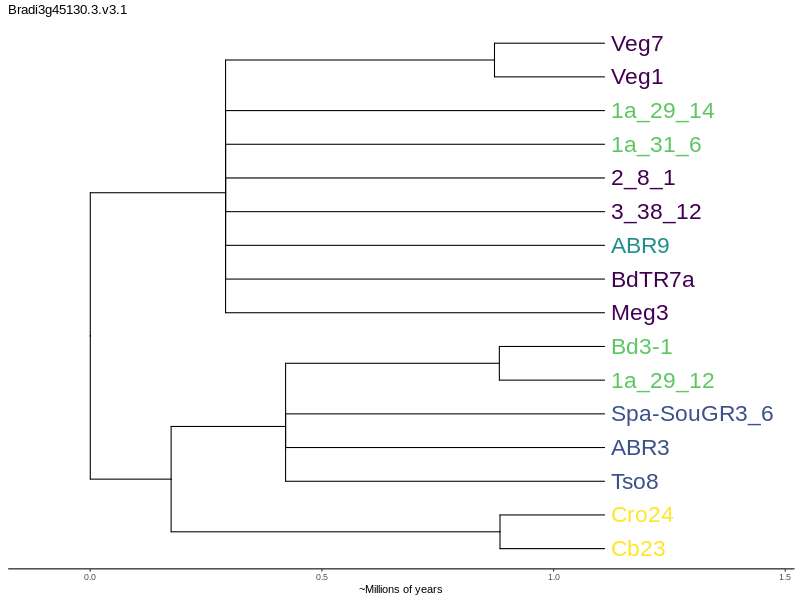 Bradi3g45130.3.v3.1
Veg7
Veg1
1a_29_14
1a_31_6
2_8_1
3_38_12
ABR9
BdTR7a
Meg3
Bd3-1
1a_29_12
Spa-SouGR3_6
ABR3
Tso8
Cro24
Cb23
0.0 0.5 1.0 1.5
~Millions of years